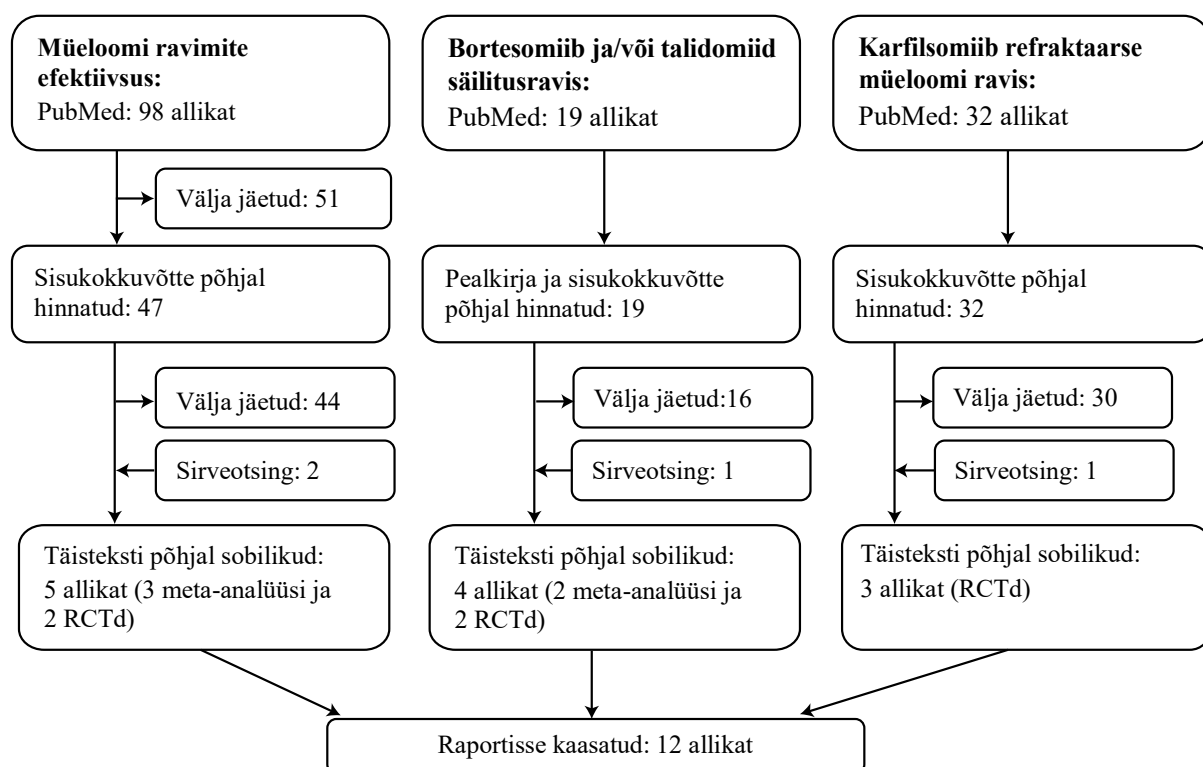 Müeloomi ravimite
efektiivsus:
PubMed: 98 allikat
Välja jäetud: 51
Sisukokkuvõtte põhjal
hinnatud: 47
Välja jäetud: 44
Sirveotsing: 2
Täisteksti põhjal sobilikud:
5 allikat (3 meta-analüüsi ja
2 RCTd)
Bortesomiib ja/või talidomiid
säilitusravis:
PubMed: 19 allikat
Pealkirja ja sisukokkuvõtte
põhjal hinnatud: 19
Välja jäetud:16
Sirveotsing: 1
Täisteksti põhjal sobilikud:
4 allikat (2 meta-analüüsi ja
2 RCTd)
Karfilsomiib refraktaarse
müeloomi ravis:
PubMed: 32 allikat
Sisukokkuvõtte põhjal
hinnatud: 32
Välja jäetud: 30
Sirveotsing: 1
Täisteksti põhjal sobilikud:
3 allikat (RCTd)
Raportisse kaasatud: 12 allikat